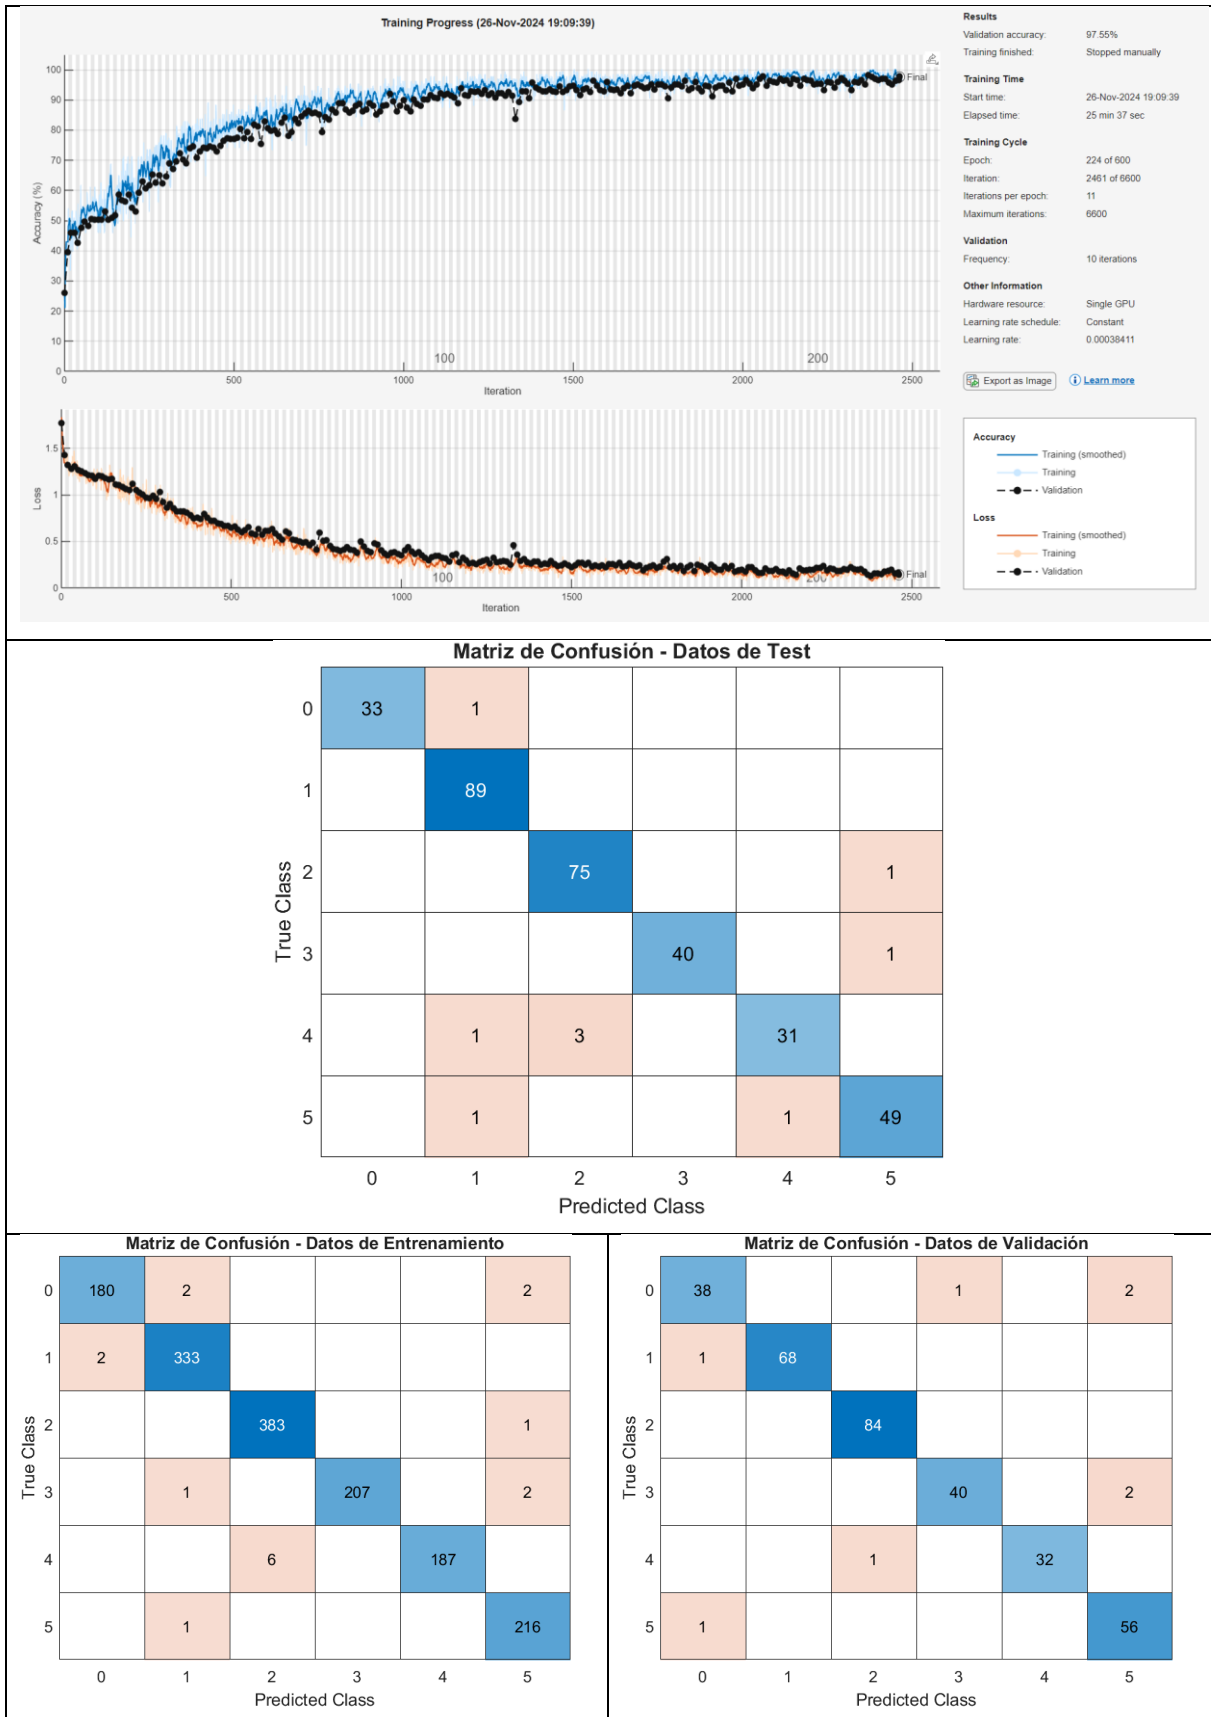 Training Progress (26-Nov-2024 19:09:39)
100
90
80
70
60
50
40
30
20
10
0
Accuracy (%)
Final
100
200
0
500
1000
1500
2000
2500
Iteration
1.5
1
0.5
0
Loss
Final
100
200
0
500
1000
1500
2000
2500
Iteration
Results
Validation accuracy: 97.55%
Training finished: Stopped manually
Training Time
Start time: 26-Nov-2024 19:09:39
Elapsed time: 25 min 37 sec
Training Cycle
Epoch: 224 of 600
Iteration: 2461 of 6600
Iterations per epoch: 11
Maximum iterations: 6600
Validation
Frequency: 10 iterations
Other Information
Hardware resource: Single GPU
Learning rate schedule: Constant
Learning rate: 0.00038411
Export as Image
Learn more
Accuracy
Training (smoothed)
Training
Validation
Loss
Training (smoothed)
Training
Validation
Matriz de Confusión - Datos de Test
True Class
0 33 1
1 89
2 75 1
3 40 1
4 1 3 31
5 1 1 49
0 1 2 3 4 5
Predicted Class
Matriz de Confusión - Datos de Entrenamiento
True Class
0 180 2 2
1 2 333
2 383 1
3 1 207 2
4 6 187
5 1 216
0 1 2 3 4 5
Predicted Class
Matriz de Confusión - Datos de Validación
True Class
0 38 1 2
1 1 68
2 84
3 40 2
4 1 32
5 1 56
0 1 2 3 4 5
Predicted Class